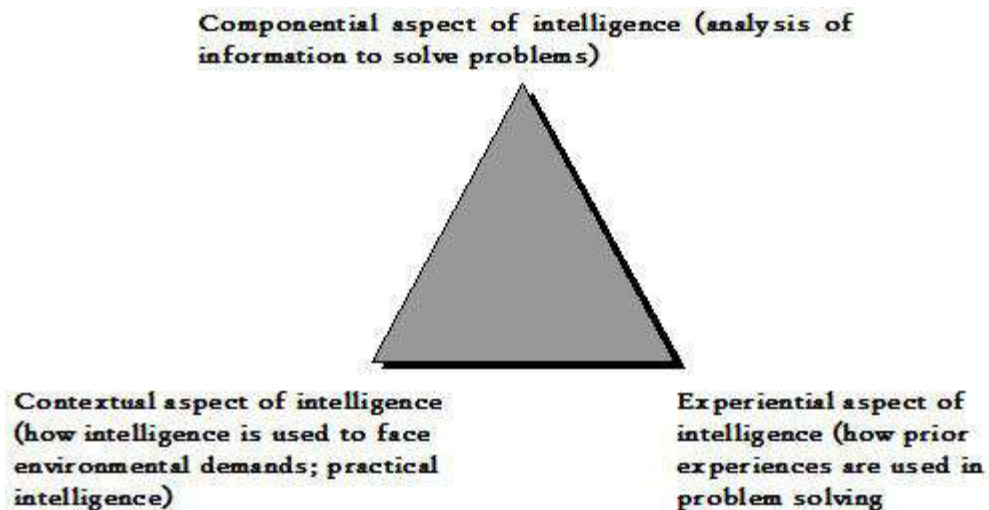 Componential aspect of intelligence (analysis of
information to solve problems)
Contextual aspect of intelligence
(how intelligence is used to face
environmental demands; practical
intelligence)
Experiential aspect of
intelligence (how prior
experiences are used in
problem solving